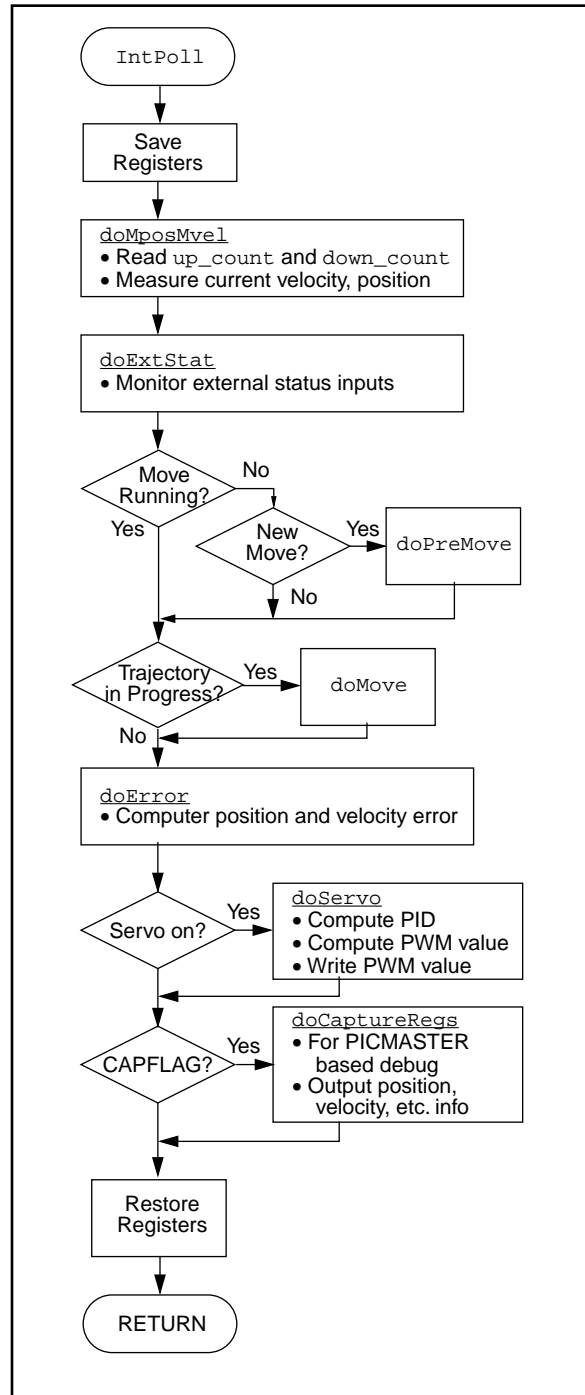 IntPoll
Save
Registers
doMposMvel
• Read up_count and down_count
• Measure current velocity, position
doExtStat
• Monitor external status inputs
Move
Running?
No
Yes
New
Move?
Yes
doPreMove
No
Trajectory
in Progress?
Yes
doMove
No
doError
• Computer position and velocity error
Servo on?
Yes
doServo
• Compute PID
• Compute PWM value
• Write PWM value
CAPFLAG?
Yes
doCaptureRegs
• For PICMASTER
based debug
• Output position,
velocity, etc. info
Restore
Registers
RETURN